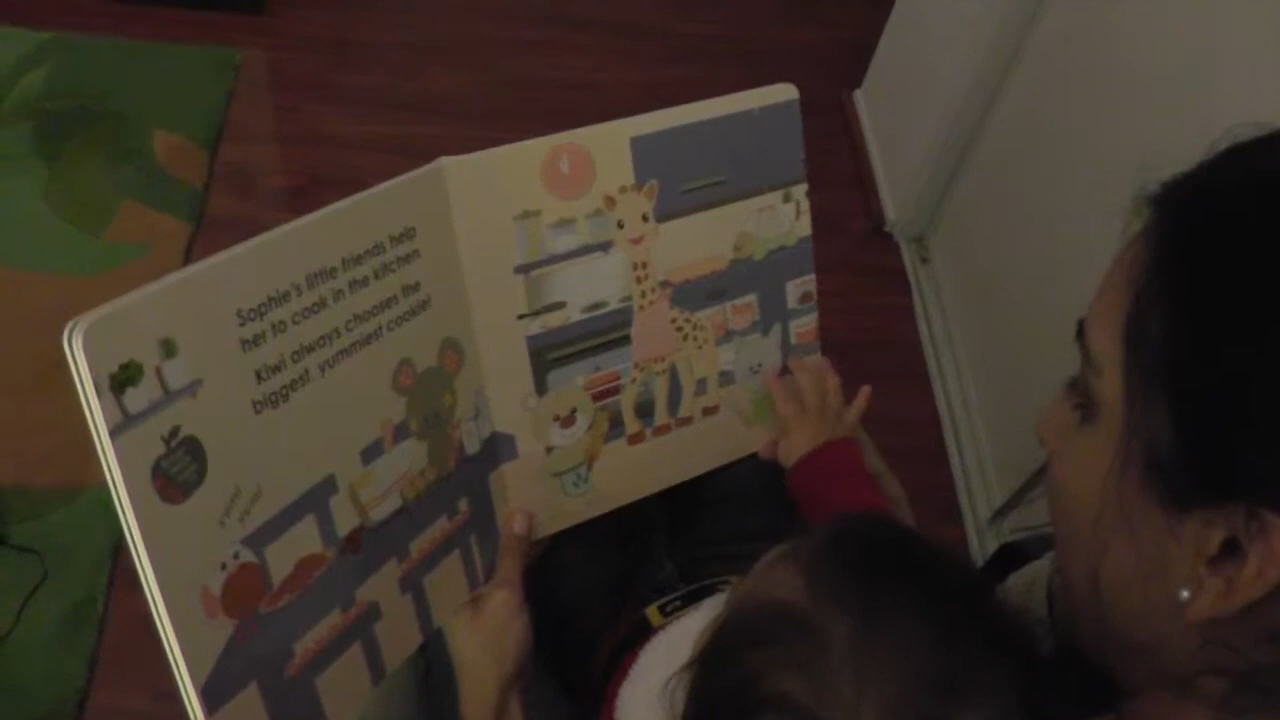 Sophie's little friends help
her to cook in the kitchen
Kiwi always chooses the
biggest, yummiest cookie!